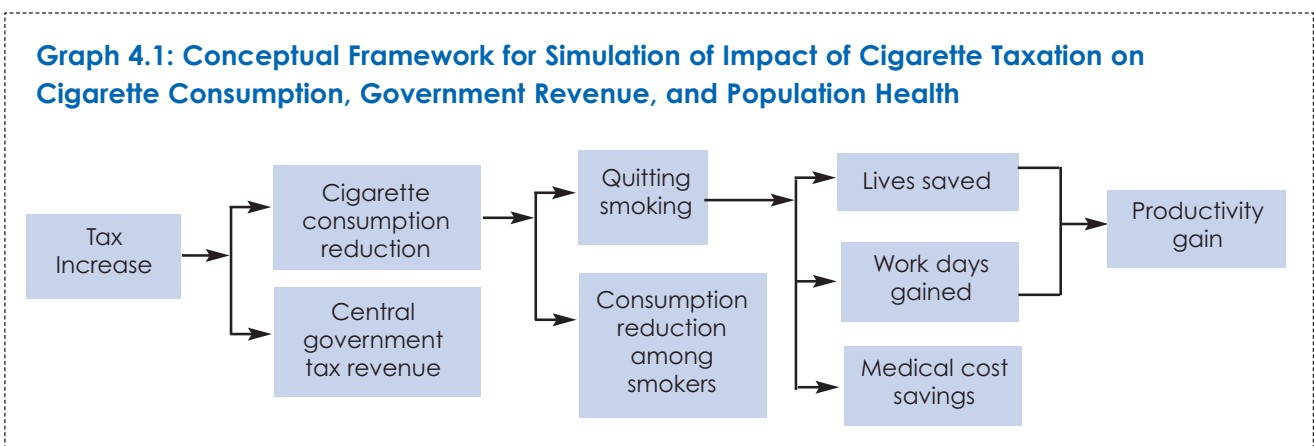 Graph 4.1: Conceptual Framework for Simulation of Impact of Cigarette Taxation on
Cigarette Consumption, Government Revenue, and Population Health
Tax
Increase
Cigarette
consumption
reduction
Central
government
tax revenue
Quitting
smoking
Consumption
reduction
among
smokers
Lives saved
Work days
gained
Medical cost
savings
Productivity
gain